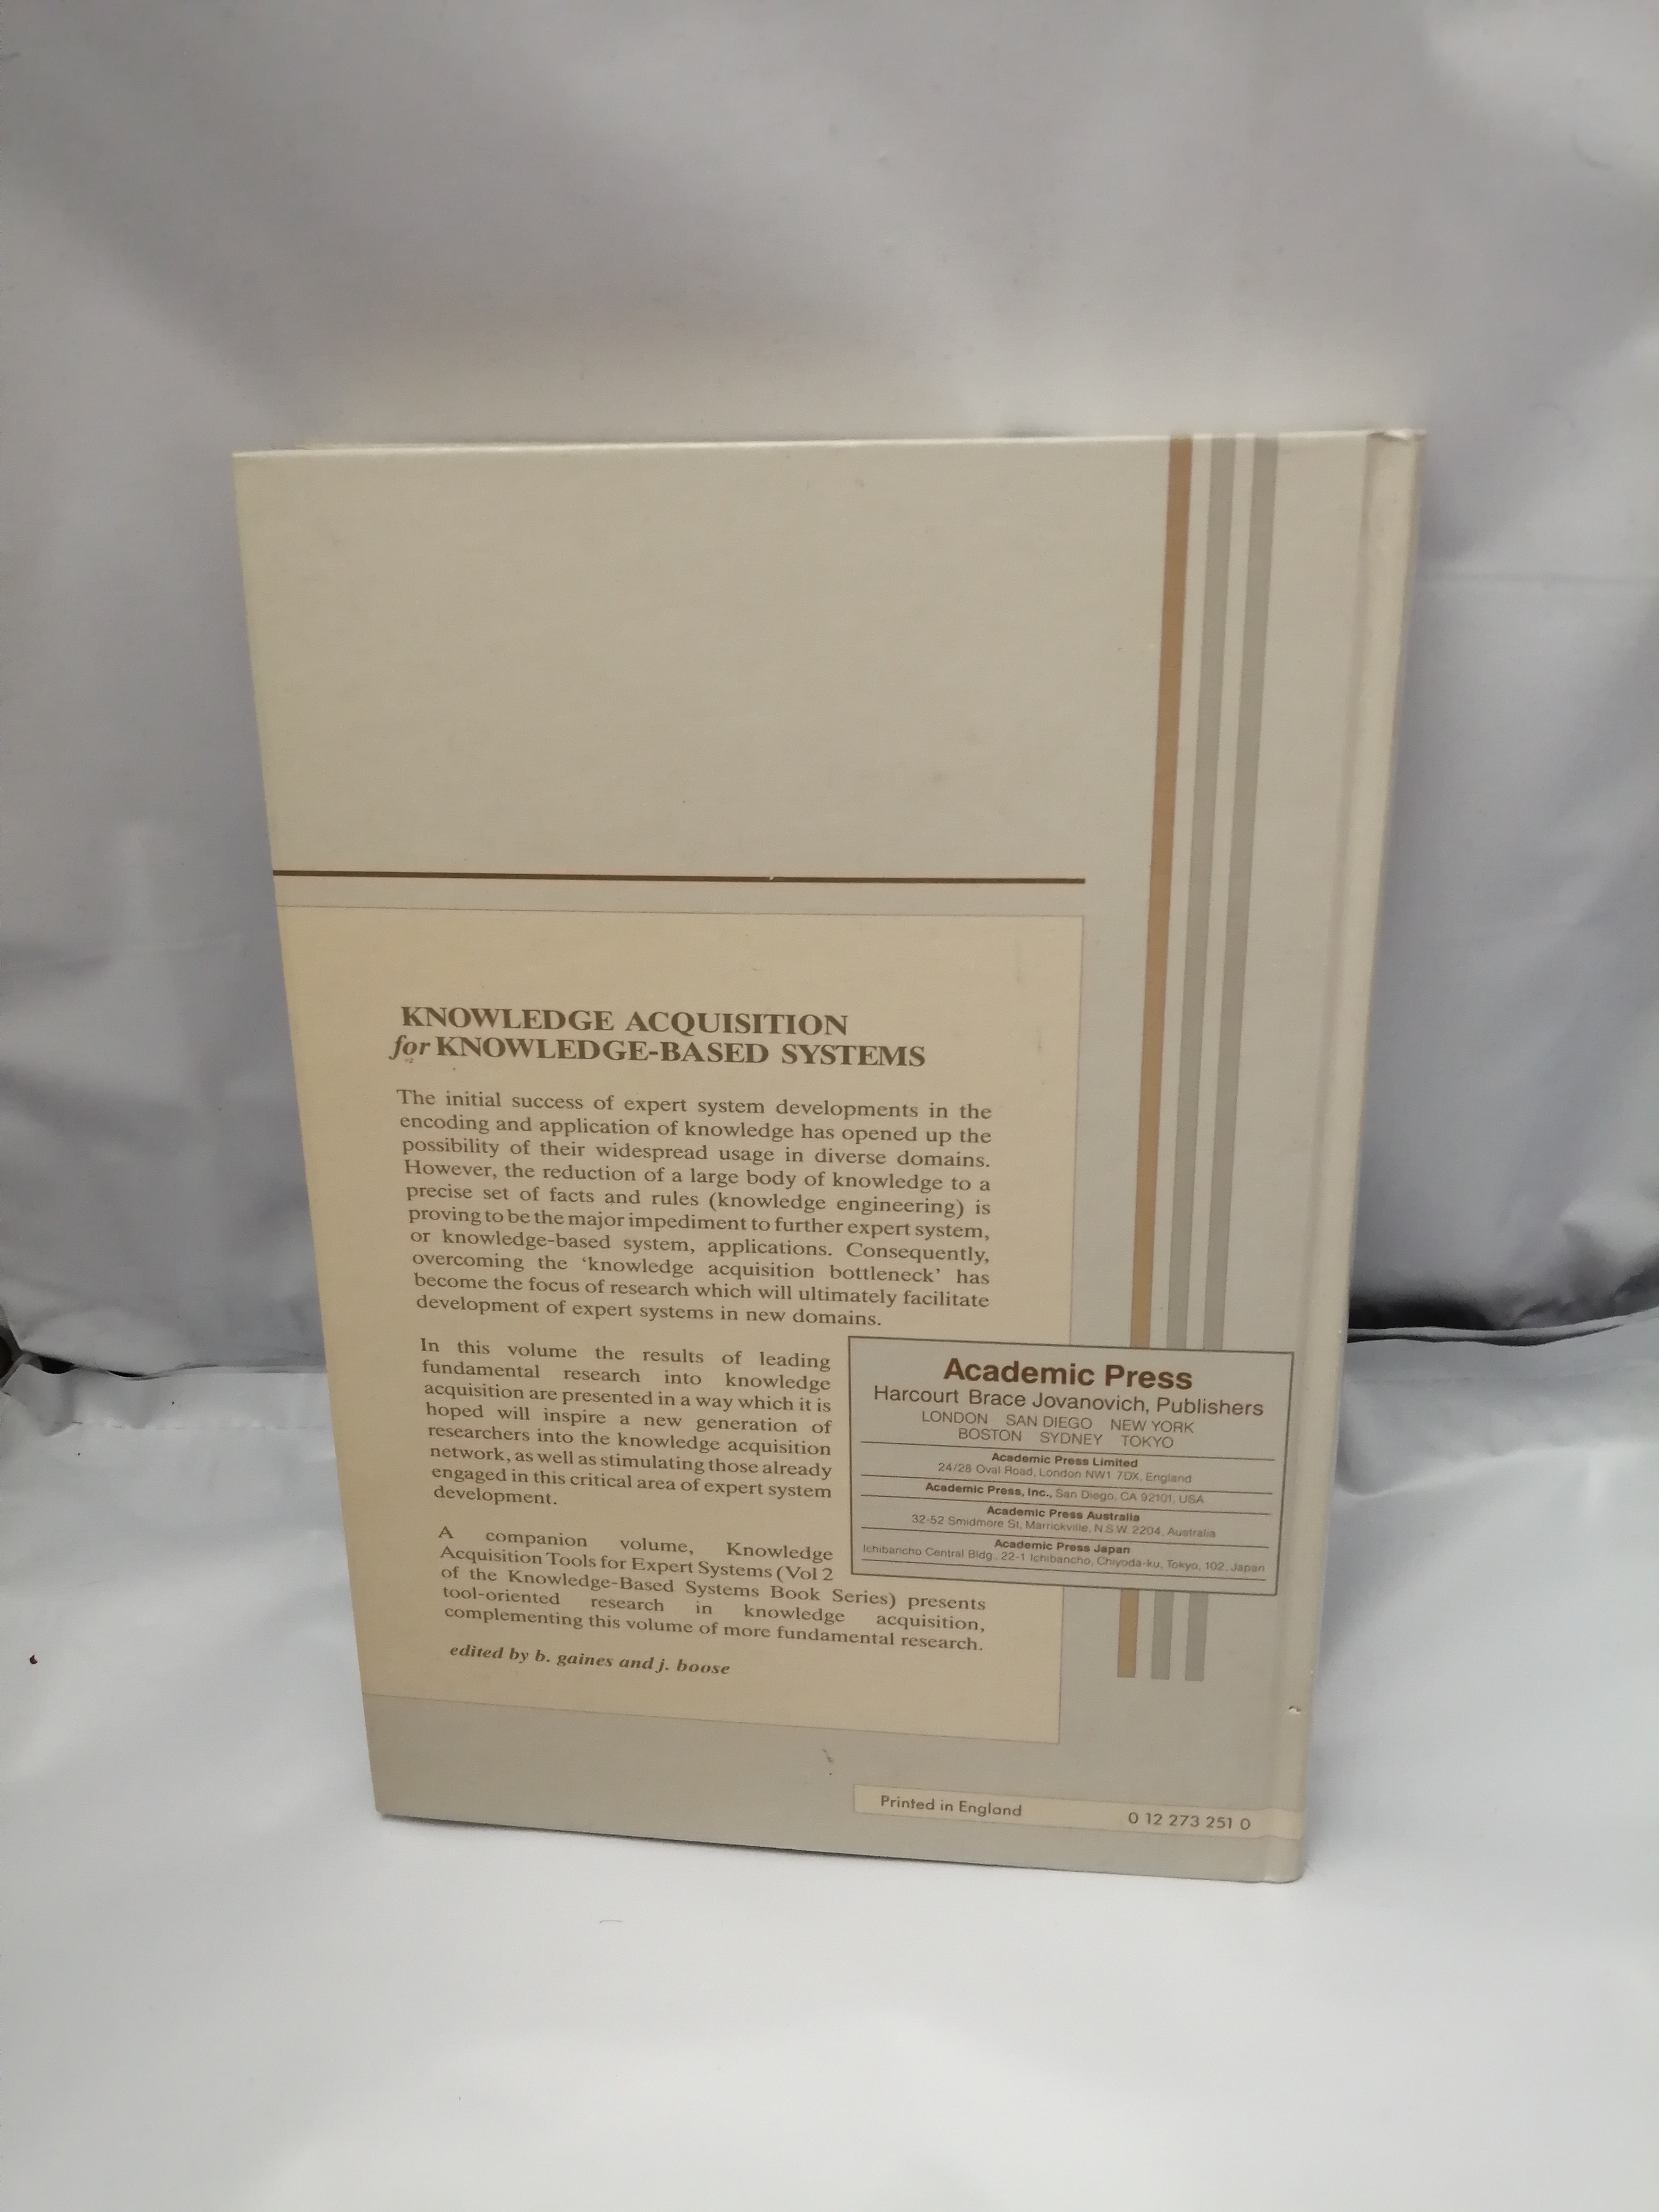 KNOWLEDGE ACQUISITION
for KNOWLEDGE-BASED SYSTEMS
The initial success of expert system developments in the
encoding and application of knowledge has opened up the
possibility of their widespread usage in diverse domains.
However, the reduction of a large body of knowledge to a
precise set of facts and rules (knowledge engineering) is
proving to be the major impediment to further expert system,
or knowledge-based system, applications. Consequently,
overcoming the ‘knowledge acquisition bottleneck’ has
become the focus of research which will ultimately facilitate
development of expert systems in new domains.
In this volume the results of leading
fundamental research into knowledge
acquisition are presented in a way which it is
hoped will inspire a new generation of
researchers into the knowledge acquisition
network, as well as stimulating those already
engaged in this critical area of expert system
development.
A companion volume, Knowledge
Acquisition Tools for Expert Systems (Vol 2
of the Knowledge-Based Systems Book Series) presents
tool-oriented research in knowledge acquisition,
complementing this volume of more fundamental research.
edited by b. gaines and j. boose
Academic Press
Harcourt Brace Jovanovich, Publishers
LONDON SAN DIEGO NEW YORK
BOSTON SYDNEY TOKYO
Academic Press Limited
24/28 Oval Road, London NW1 7DX, England
Academic Press, Inc., San Diego, CA 92101, USA
Academic Press Australia
32-52 Smidmore St, Marrickville, N.S.W. 2204, Australia
Academic Press Japan
Ichibancho Central Bldg., 22-1 Ichibancho, Chiyoda-ku, Tokyo, 102, Japan
Printed in England 0 12 273 251 0